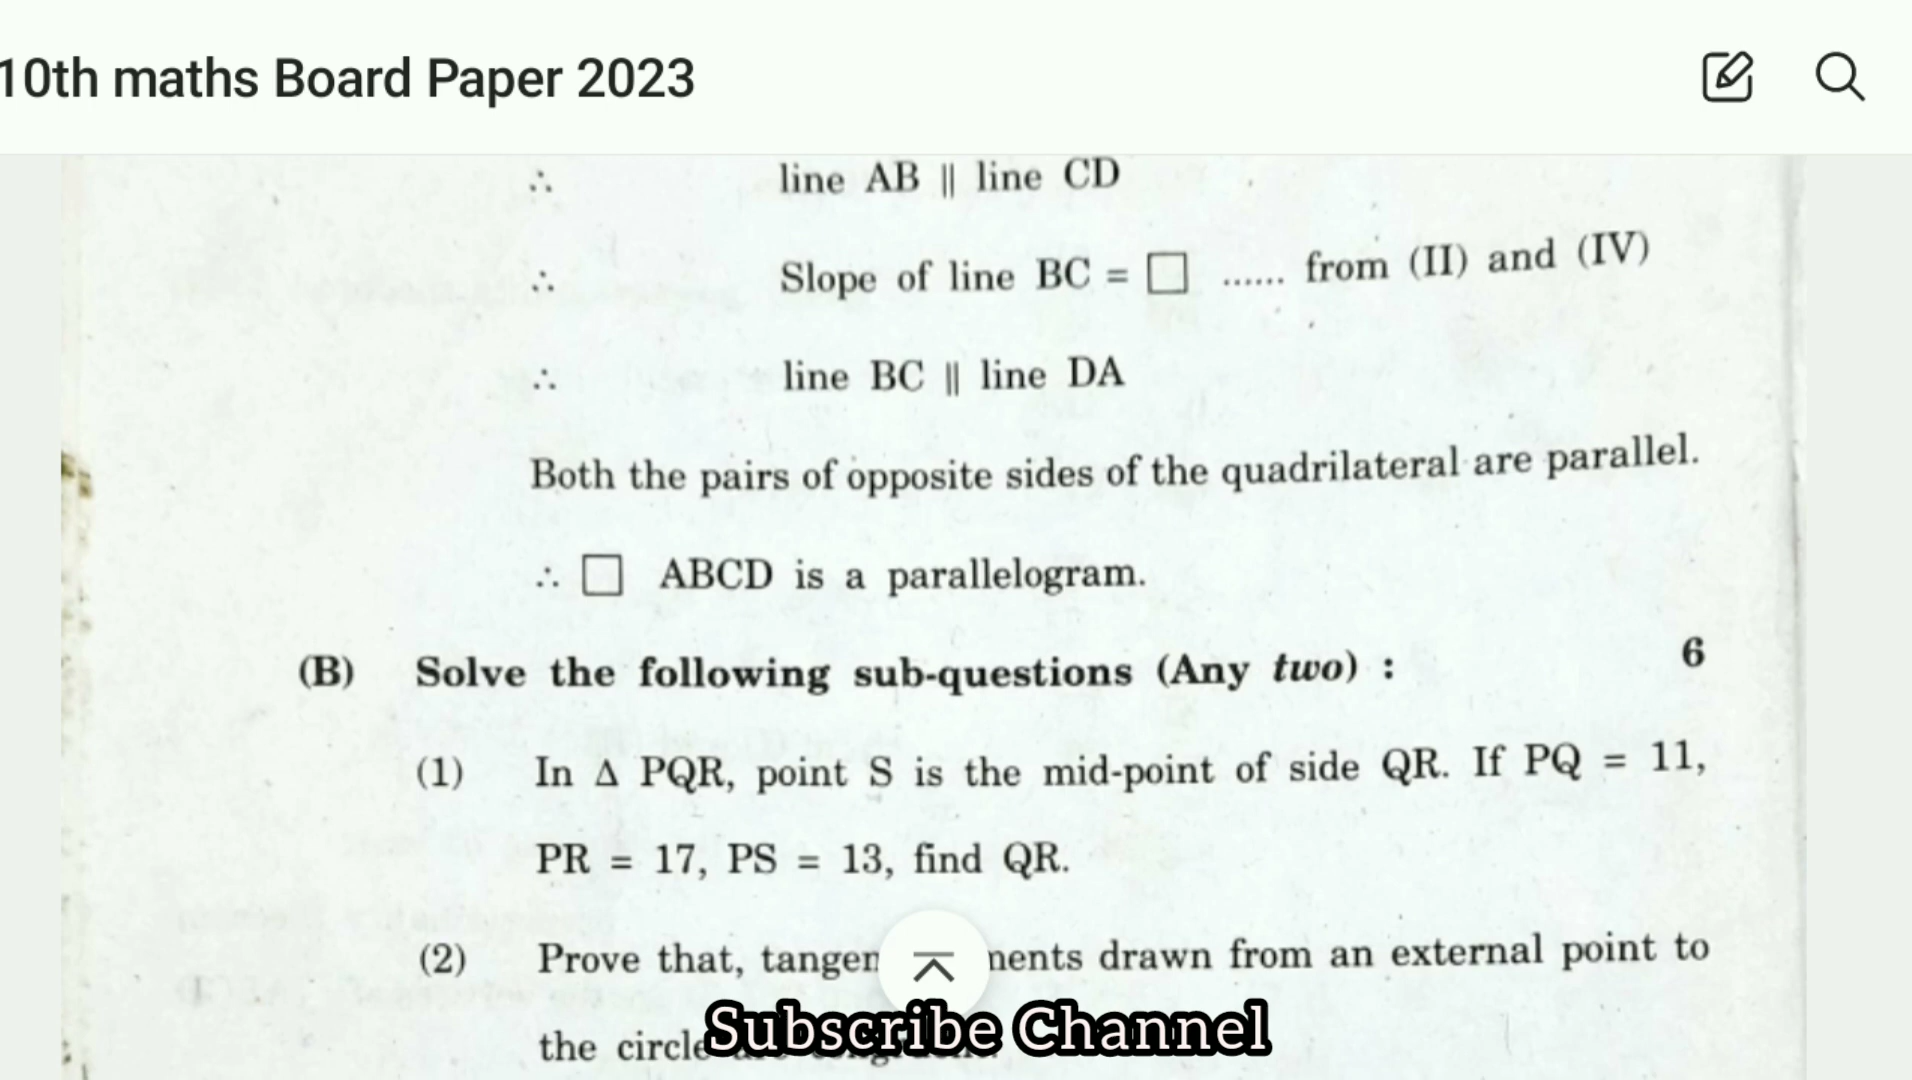 10th maths Board Paper 2023
∴ line AB || line CD
∴ Slope of line BC = □ ...... from (II) and (IV)
∴ line BC || line DA
Both the pairs of opposite sides of the quadrilateral are parallel.
∴ □ ABCD is a parallelogram.
(B) Solve the following sub-questions (Any two) : 6
(1) In Δ PQR, point S is the mid-point of side QR. If PQ = 11,
PR = 17, PS = 13, find QR.
(2) Prove that, drawn from an external point to
the circle
Subscribe Channel